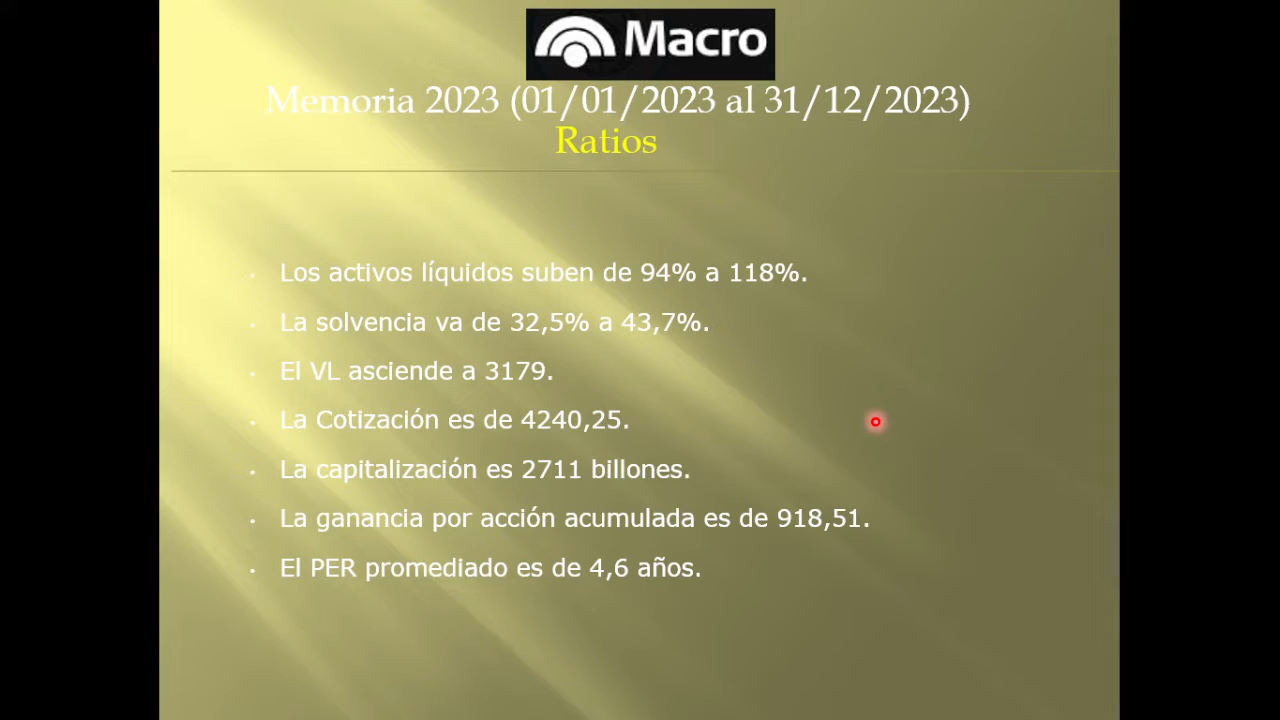 Macro
Memoria 2023 (01/01/2023 al 31/12/2023)
Ratios
• Los activos líquidos suben de 94% a 118%.
• La solvencia va de 32,5% a 43,7%.
• El VL asciende a 3179.
• La Cotización es de 4240,25.
• La capitalización es 2711 billones.
• La ganancia por acción acumulada es de 918,51.
• El PER promediado es de 4,6 años.